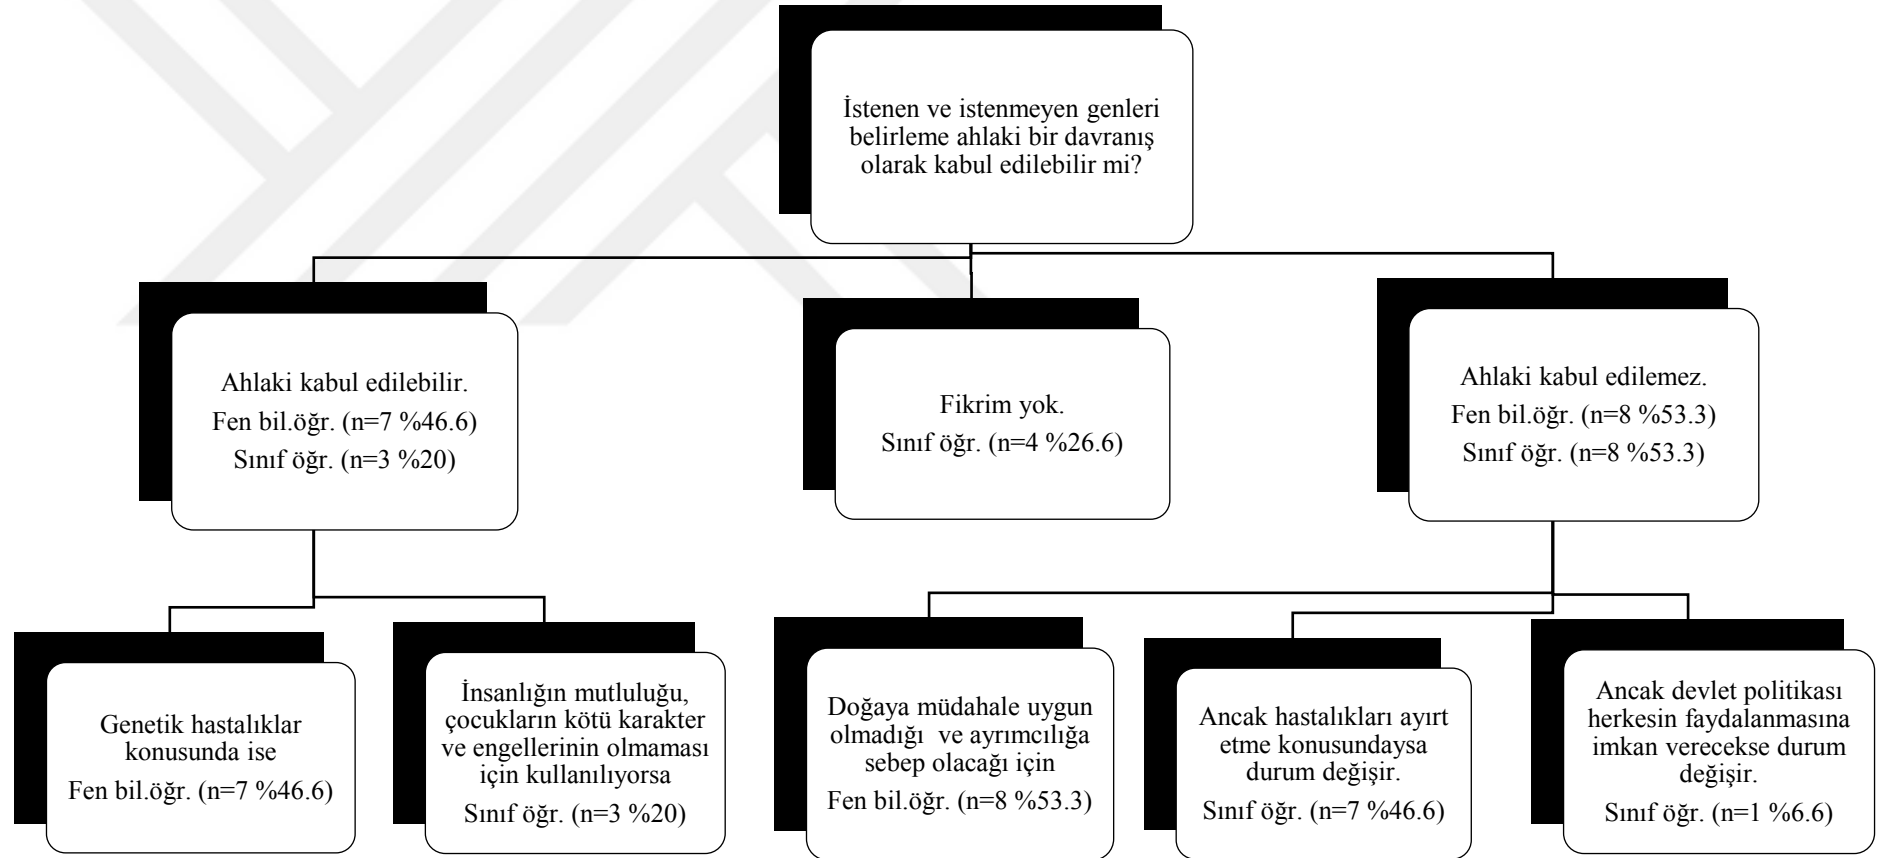 İstenen ve istenmeyen genleri
belirleme ahlaki bir davranış
olarak kabul edilebilir mi?
Ahlaki kabul edilebilir.
Fen bil.öğr. (n=7 %46.6)
Sınıf öğr. (n=3 %20)
Fikrim yok.
Sınıf öğr. (n=4 %26.6)
Ahlaki kabul edilemez.
Fen bil.öğr. (n=8 %53.3)
Sınıf öğr. (n=8 %53.3)
Genetik hastalıklar
konusunda ise
Fen bil.öğr. (n=7 %46.6)
İnsanlığın mutluluğu,
çocukların kötü karakter
ve engellerinin olmaması
için kullanılıyorsa
Sınıf öğr. (n=3 %20)
Doğaya müdahale uygun
olmadığı ve ayrımcılığa
sebep olacağı için
Fen bil.öğr. (n=8 %53.3)
Ancak hastalıkları ayırt
etme konusundaysa
durum değişir.
Sınıf öğr. (n=7 %46.6)
Ancak devlet politikası
herkesin faydalanmasına
imkan verecekse durum
değişir.
Sınıf öğr. (n=1 %6.6)